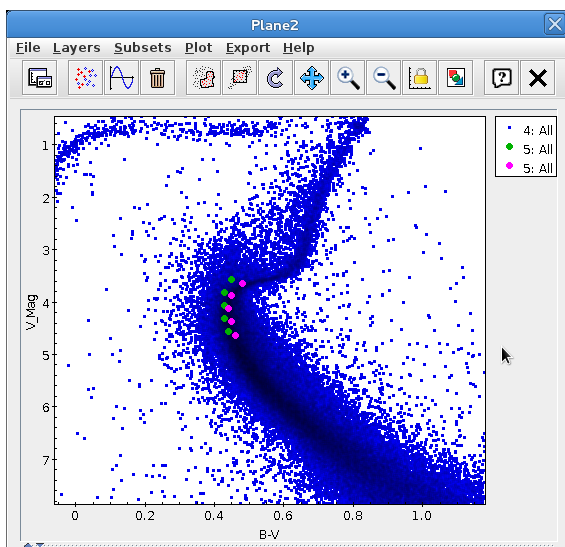 Plane2
File Layers Subsets Plot Export Help
4: All
5: All
5: All
1
2
3
4
5
6
7
V_Mag
0 0.2 0.4 0.6 0.8 1.0
B-V